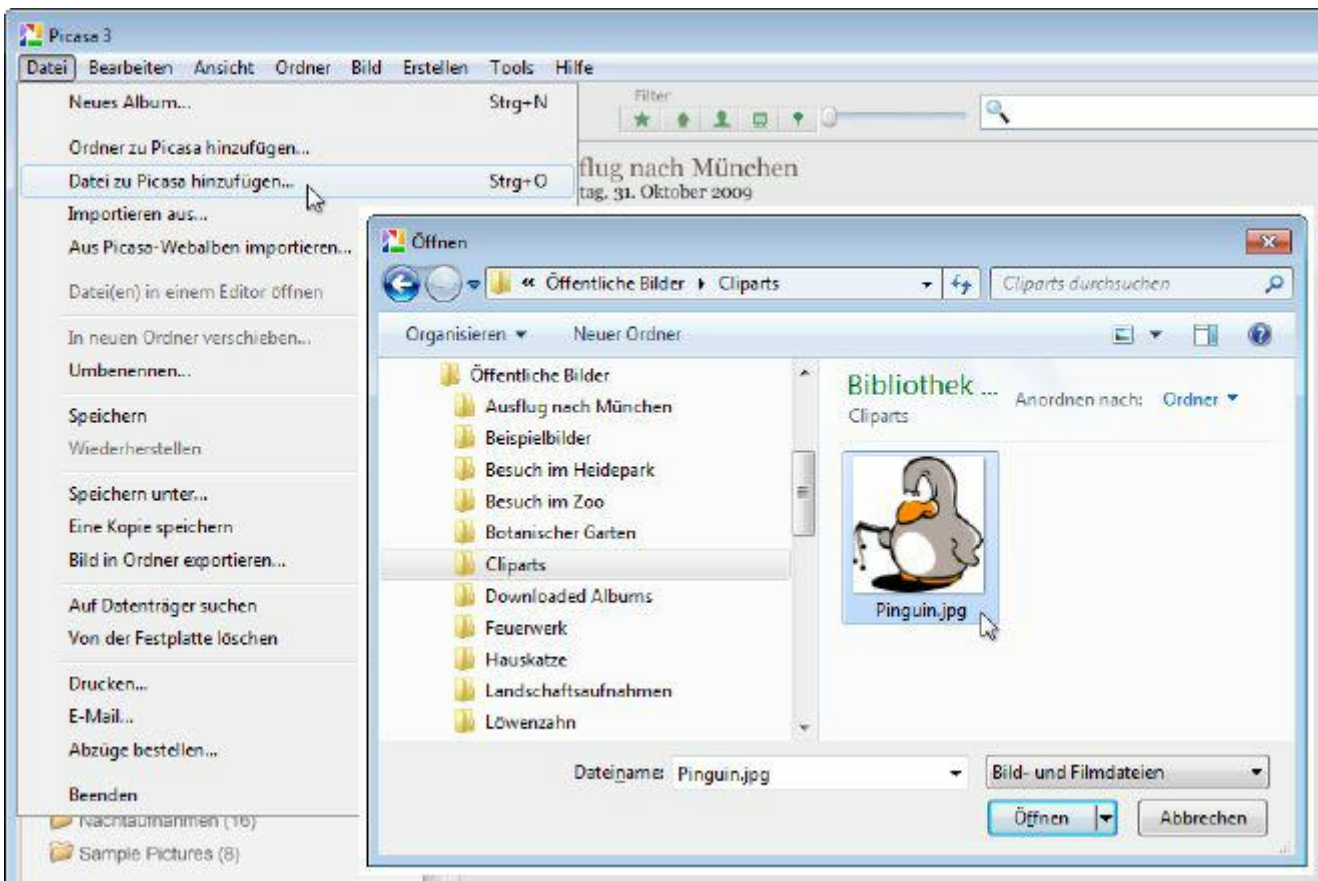 Picasa 3
Datei Bearbeiten Ansicht Ordner Bild Erstellen Tools Hilfe
Neues Album... Strg+N
Ordner zu Picasa hinzufügen...
Datei zu Picasa hinzufügen... Strg+O
Importieren aus...
Aus Picasa-Webalben importieren...
Datei(en) in einem Editor öffnen
In neuen Ordner verschieben...
Umbenennen...
Speichern
Wiederherstellen
Speichern unter...
Eine Kopie speichern
Bild in Ordner exportieren...
Auf Datenträger suchen
Von der Festplatte löschen
Drucken...
E-Mail...
Abzüge bestellen...
Beenden
Nachtaufnahmen (16)
Sample Pictures (8)
Filter
flug nach München
tag, 31. Oktober 2009
Öffnen
« Öffentliche Bilder Cliparts
Cliparts durchsuchen
Organisieren Neuer Ordner
Öffentliche Bilder
Ausflug nach München
Beispielbilder
Besuch im Heidepark
Besuch im Zoo
Botanischer Garten
Cliparts
Downloaded Albums
Feuerwerk
Hauskatze
Landschaftsaufnahmen
Löwenzahn
Bibliothek ...
Cliparts
Anordnen nach: Ordner
Pinguin.jpg
Dateiname: Pinguin.jpg
Bild- und Filmdateien
Öffnen Abbrechen